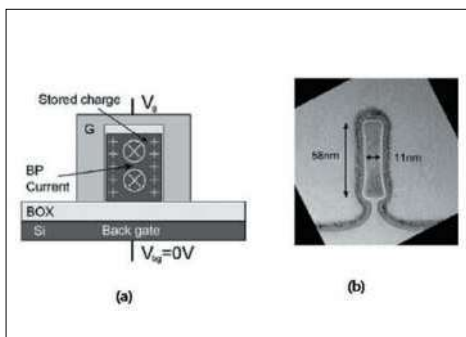 Stored charge
V_g
G
BP
Current
BOX
Si
Back gate
V_bg=0V
(a)
58nm
11nm
(b)